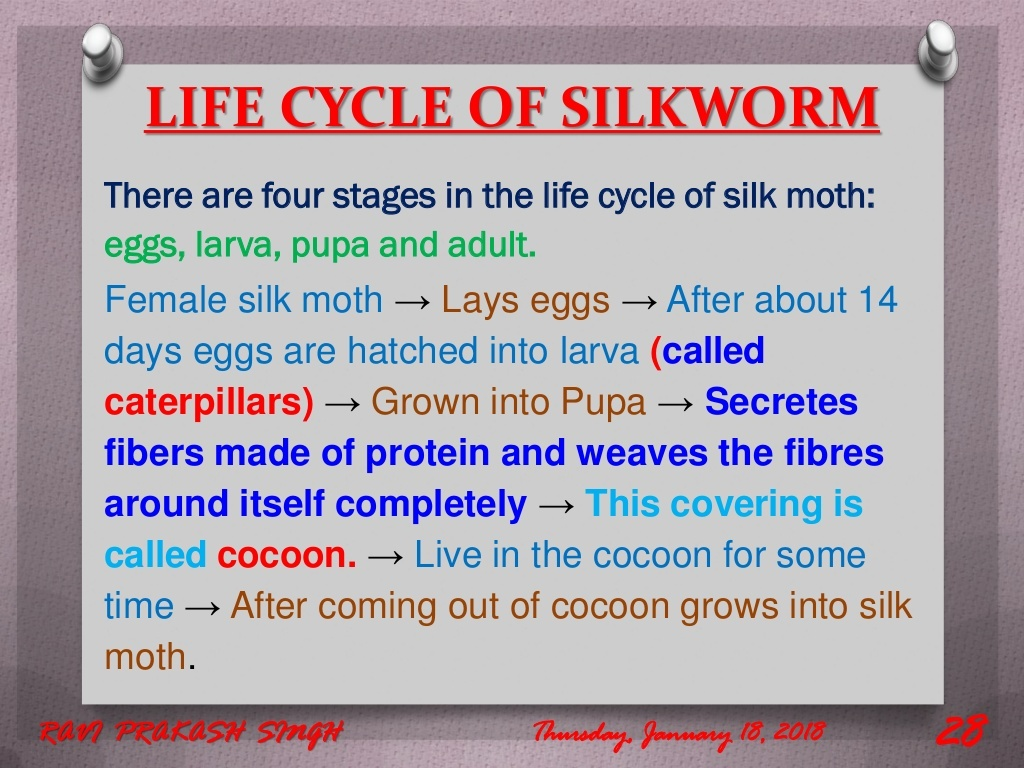 LIFE CYCLE OF SILKWORM
There are four stages in the life cycle of silk moth:
eggs, larva, pupa and adult.
Female silk moth → Lays eggs → After about 14
days eggs are hatched into larva (called
caterpillars) → Grown into Pupa → Secretes
fibers made of protein and weaves the fibres
around itself completely → This covering is
called cocoon. → Live in the cocoon for some
time → After coming out of cocoon grows into silk
moth.
RAVI PRAKASH SINGH Thursday, January 18, 2018 28